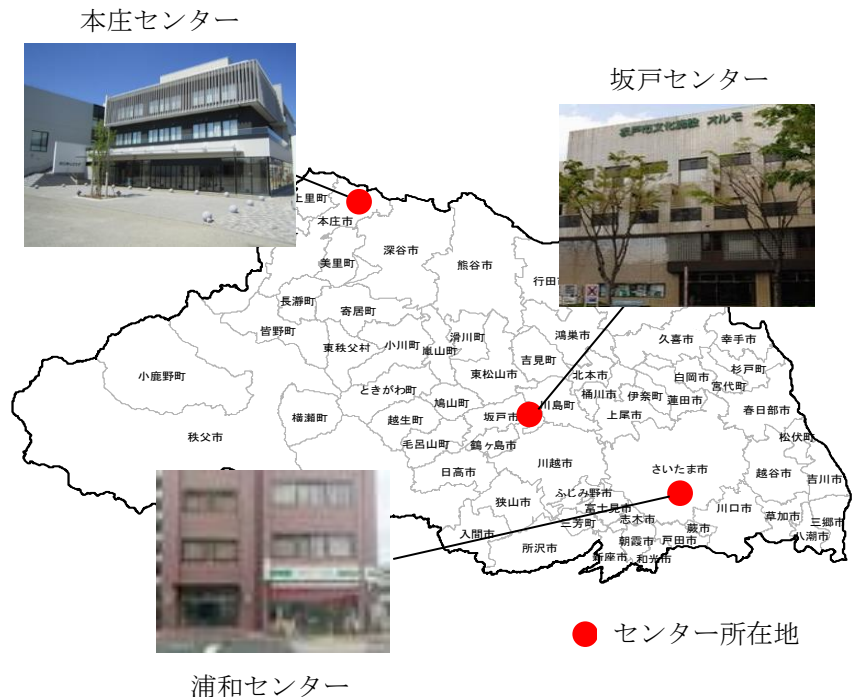 本庄センター
坂戸センター
坂戸市文化施設 オルモ
上里町
本庄市
深谷市
熊谷市
美里町
長瀞町
寄居町
皆野町
東秩父村
小川町
嵐山町
滑川町
吉見町
鴻巣市
久喜市
幸手市
小鹿野町
東松山市
北本市
白岡市
杉戸町
宮代町
ときがわ町
桶川市
伊奈町
蓮田市
横瀬町
鳩山町
川島町
上尾市
春日部市
越生町
坂戸市
秩父市
毛呂山町
鶴ヶ島市
松伏町
日高市
川越市
さいたま市
越谷市
吉川市
狭山市
ふじみ野市
富士見市
川口市
草加市
三郷市
入間市
三芳町
志木市
蕨市
八潮市
所沢市
朝霞市
戸田市
新座市
和光市
センター所在地
浦和センター